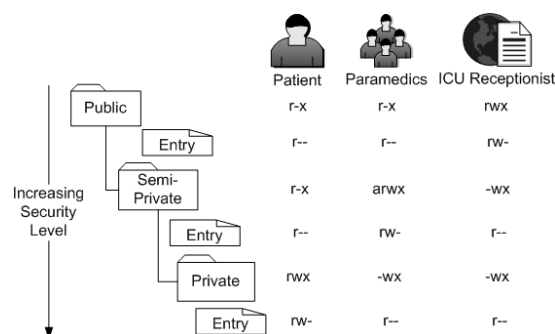 Patient Paramedics ICU Receptionist
Public r-x r-x rwx
Entry r-- r-- rw-
Semi-
Private r-x arwx -wx
Increasing
Security
Level
Entry r-- rw- r--
Private rwx -wx -wx
Entry rw- r-- r--